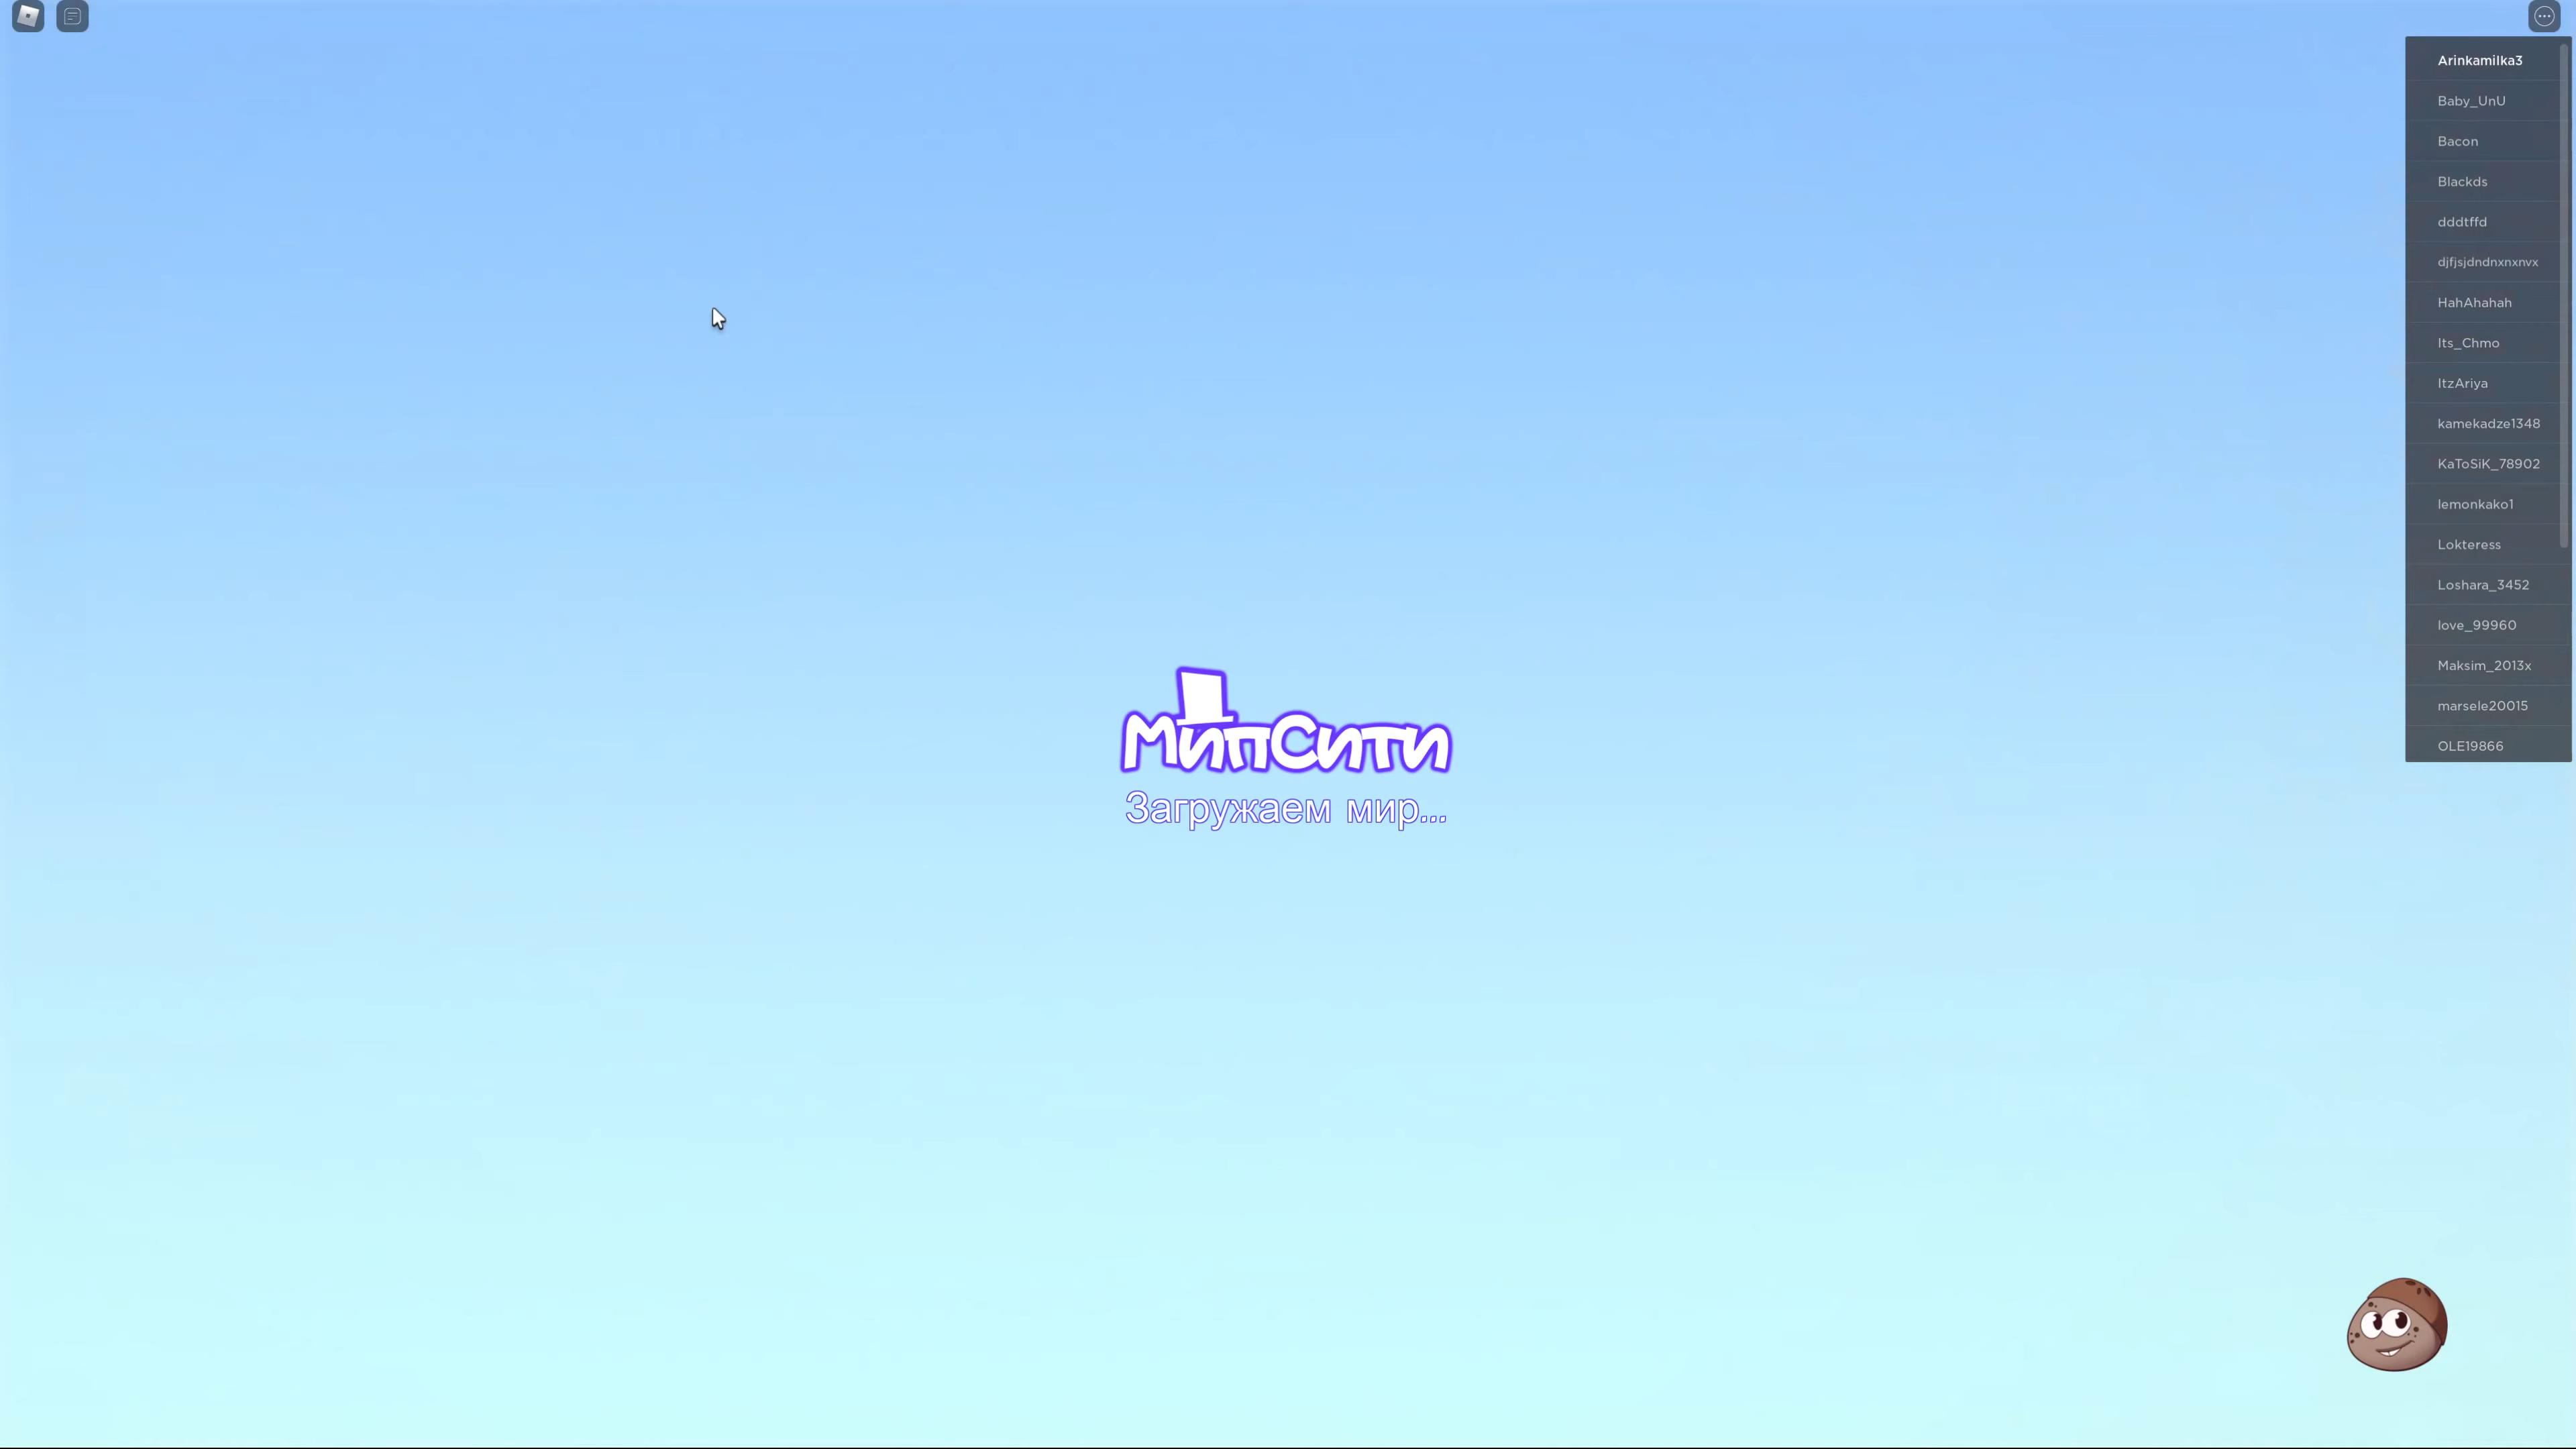 Arinkamilka3
Baby_UnU
Bacon
Blackds
dddtffd
djfjsjdndnxnxnvx
HahAhahah
Its_Chmo
ItzAriya
kamekadze1348
KaToSiK_78902
lemonkako1
Lokteress
Loshara_3452
love_99960
Maksim_2013x
marsele20015
OLE19866
МипСити
Загружаем мир...